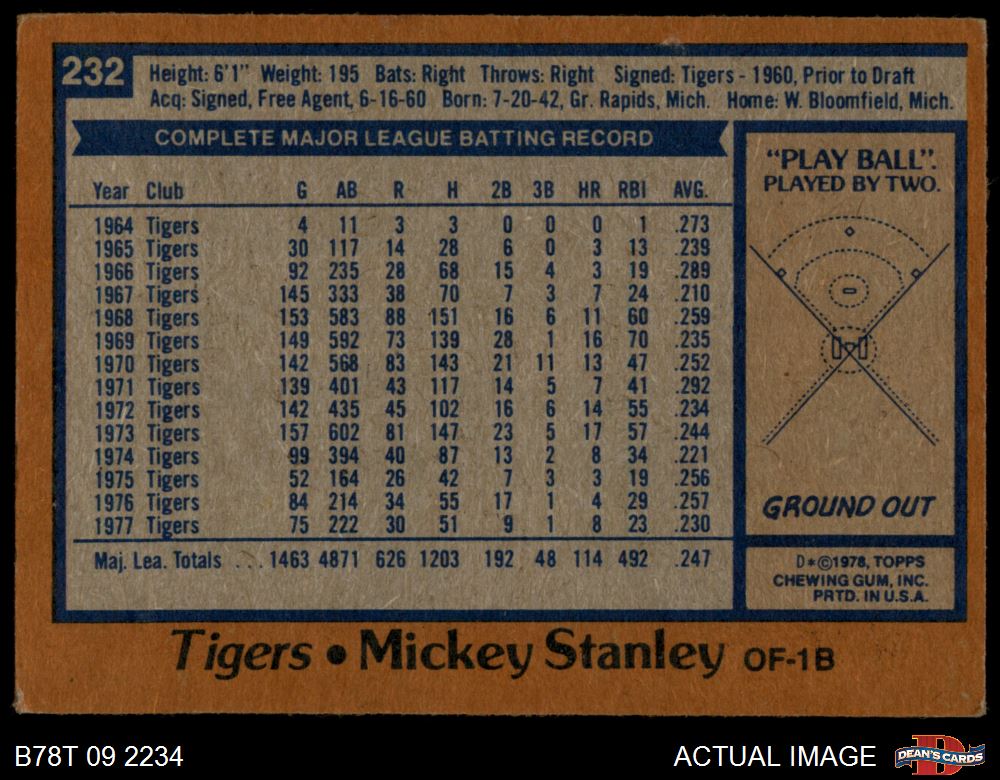 232
Height: 6'1" Weight: 195 Bats: Right Throws: Right Signed: Tigers - 1960, Prior to Draft
Acq: Signed, Free Agent, 6-16-60 Born: 7-20-42, Gr. Rapids, Mich. Home: W. Bloomfield, Mich.
COMPLETE MAJOR LEAGUE BATTING RECORD
Year Club G AB R H 2B 3B HR RBI AVG.
1964 Tigers 4 11 3 3 0 0 0 1 .273
1965 Tigers 30 117 14 28 6 0 3 13 .239
1966 Tigers 92 235 28 68 15 4 3 19 .289
1967 Tigers 145 333 38 70 7 3 7 24 .210
1968 Tigers 153 583 88 151 16 6 11 60 .259
1969 Tigers 149 592 73 139 28 1 16 70 .235
1970 Tigers 142 568 83 143 21 11 13 47 .252
1971 Tigers 139 401 43 117 14 5 7 41 .292
1972 Tigers 142 435 45 102 16 6 14 55 .234
1973 Tigers 157 602 81 147 23 5 17 57 .244
1974 Tigers 99 394 40 87 13 2 8 34 .221
1975 Tigers 52 164 26 42 7 3 3 19 .256
1976 Tigers 84 214 34 55 17 1 4 29 .257
1977 Tigers 75 222 30 51 9 1 8 23 .230
Maj. Lea. Totals ... 1463 4871 626 1203 192 48 114 492 .247
"PLAY BALL".
PLAYED BY TWO.
GROUND OUT
D*©1978, TOPPS
CHEWING GUM, INC.
PRTD. IN U.S.A.
Tigers • Mickey Stanley OF-1B
B78T 09 2234
ACTUAL IMAGE
D
DEAN'S CARDS